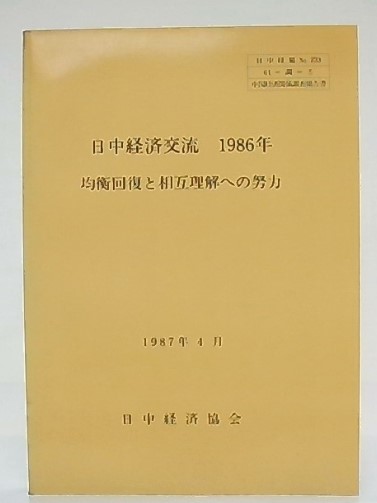 日中経済交流 1986年
均衡回復と相互理解への努力
1987年4月
日中経済協会